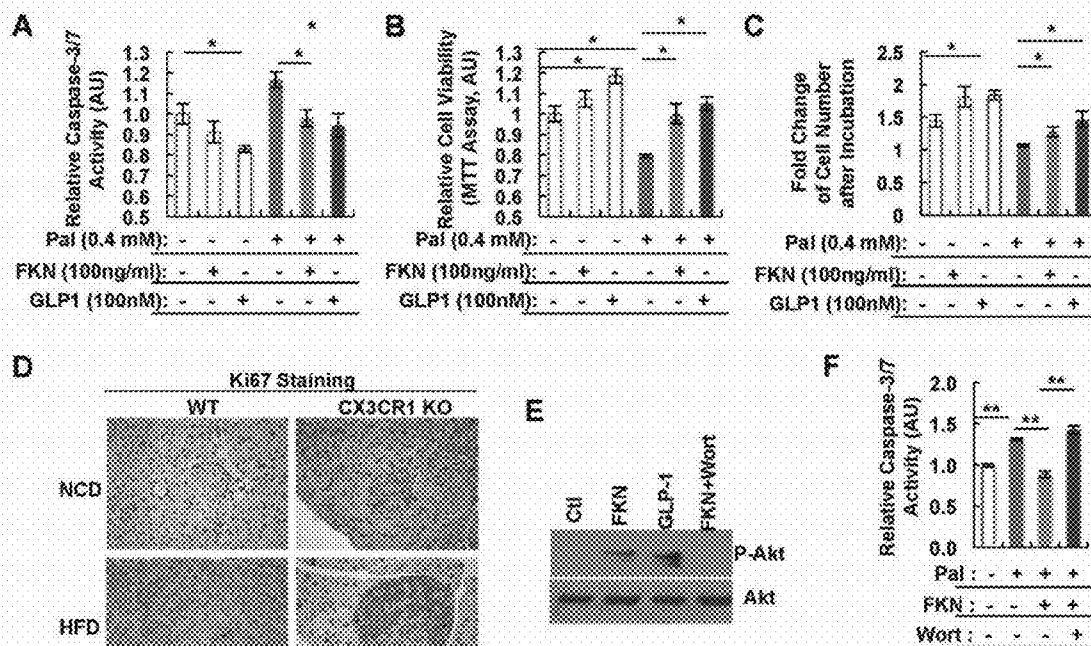 A
*
*
*
Relative Caspase-3/7
Activity (AU)
1.3
1.2
1.1
1.0
0.9
0.8
0.7
0.6
0.5
Pal (0.4 mM): - - - + + +
FKN (100ng/ml): - + - - + -
GLP1 (100nM): - - + - - +
B
*
*
*
*
Relative Cell Viability
(MTT Assay, AU)
1.3
1.2
1.1
1.0
0.9
0.8
0.7
0.6
0.5
Pal (0.4 mM): - - - + + +
FKN (100ng/ml): - + - - + -
GLP1 (100nM): - - + - - +
C
*
*
*
Fold Change
of Cell Number
after Incubation
2.5
2
1.5
1
0.5
0
Pal (0.4 mM): - - - + + +
FKN (100ng/ml): - + - - + -
GLP1 (100nM): - - + - - +
D
Ki67 Staining
WT CX3CR1 KO
NCD
HFD
E
Ctl FKN GLP-1 FKN+Wort
P-Akt
Akt
F
**
**
**
Relative Caspase-3/7
Activity (AU)
2.0
1.5
1.0
0.5
0.0
Pal : - + + +
FKN : - - + +
Wort : - - - +